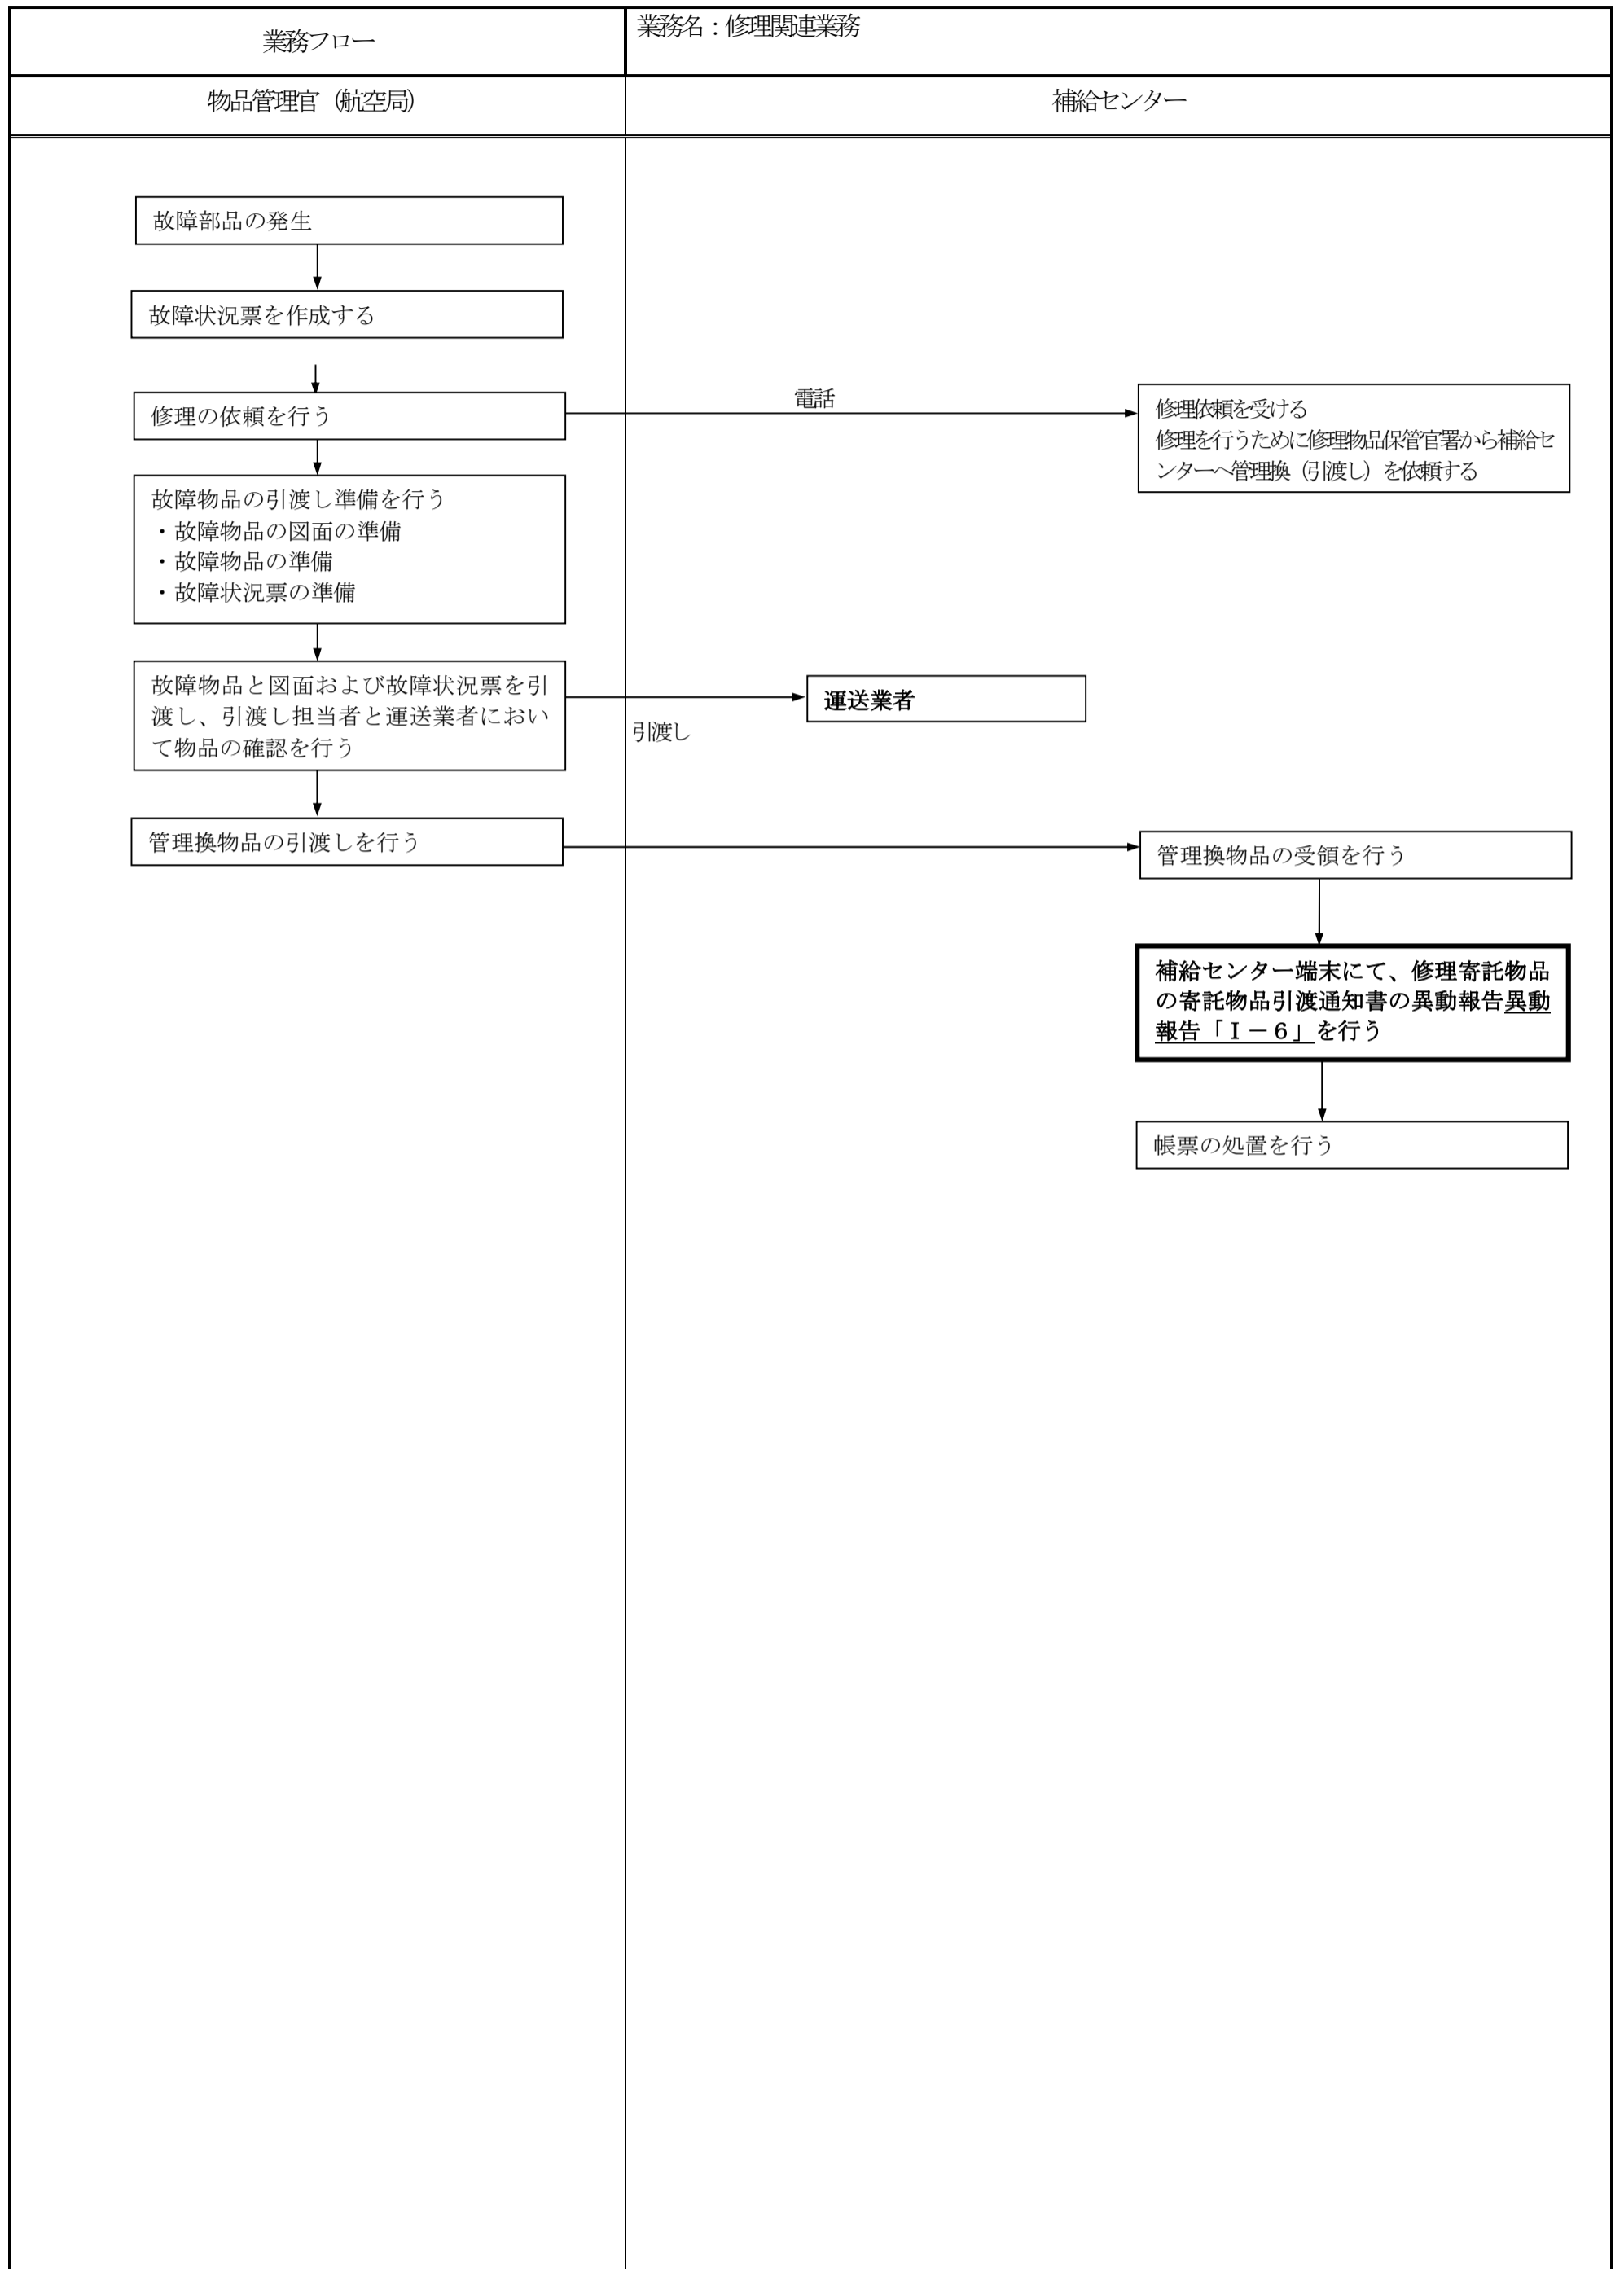 業務フロー
業務名：修理関連業務
物品管理官（航空局）
補給センター
故障部品の発生
故障状況票を作成する
修理の依頼を行う
電話
修理依頼を受ける
修理を行うために修理物品保管官署から補給セ
ンターへ管理換（引渡し）を依頼する
故障物品の引渡し準備を行う
・故障物品の図面の準備
・故障物品の準備
・故障状況票の準備
故障物品と図面および故障状況票を引
渡し、引渡し担当者と運送業者におい
て物品の確認を行う
運送業者
引渡し
管理換物品の引渡しを行う
管理換物品の受領を行う
補給センター端末にて、修理寄託物品
の寄託物品引渡通知書の異動報告異動
報告「Ｉ－６」を行う
帳票の処置を行う